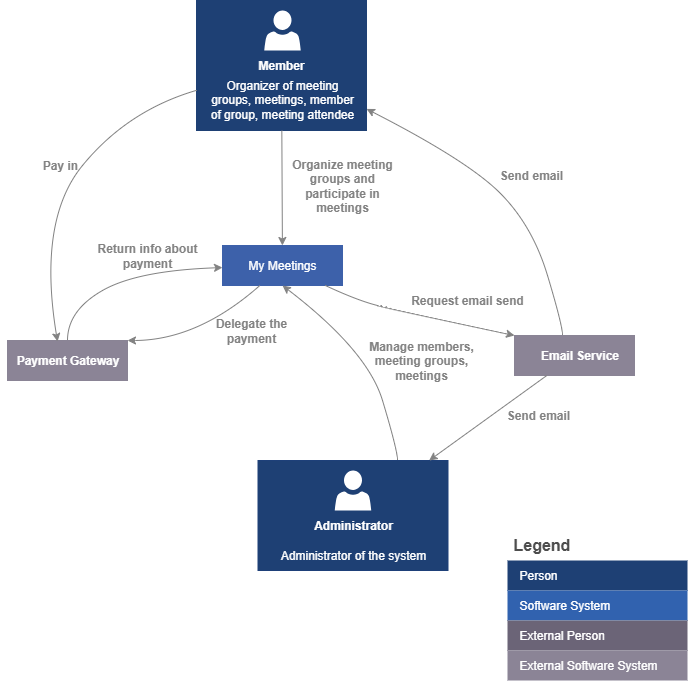 Member
Organizer of meeting
groups, meetings, member
of group, meeting attendee
Pay in
Organize meeting
groups and
participate in
meetings
Send email
Return info about
payment
My Meetings
Request email send
Delegate the
payment
Payment Gateway
Manage members,
meeting groups,
meetings
Email Service
Send email
Administrator
Administrator of the system
Legend
Person
Software System
External Person
External Software System